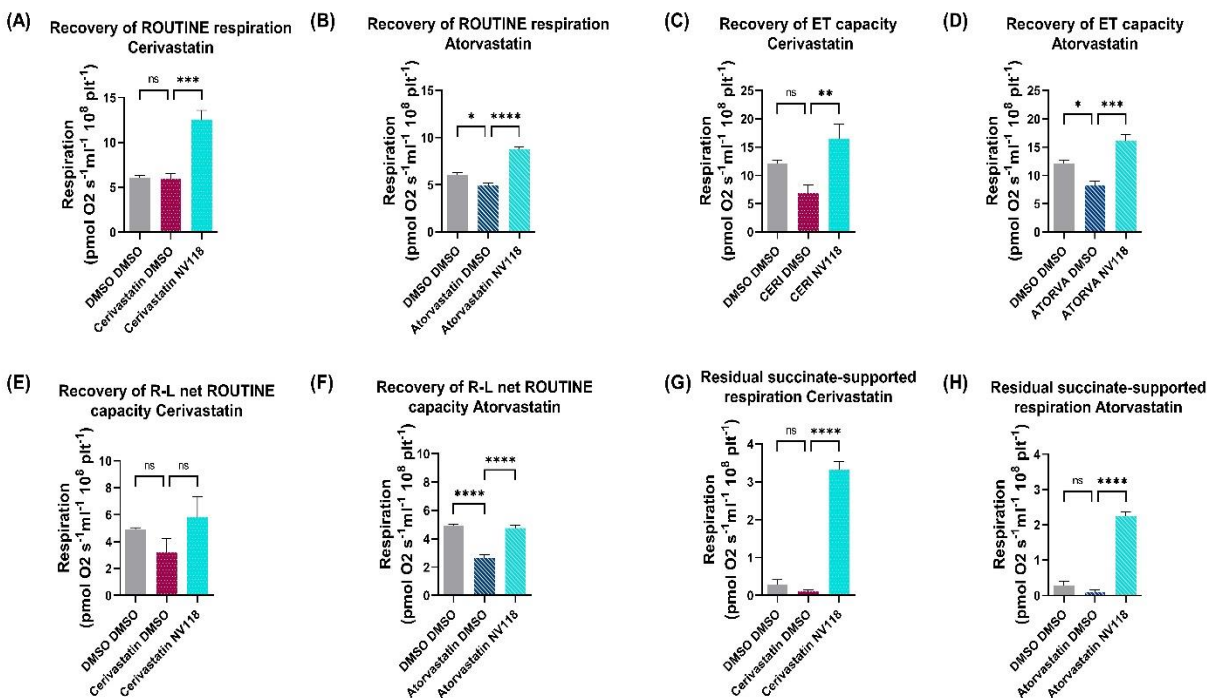 (A)
Recovery of ROUTINE respiration
Cerivastatin
ns
***
Respiration
(pmol O2 s-1ml-1 108 plt-1)
15
10
5
0
DMSO DMSO
Cerivastatin DMSO
Cerivastatin NV118
(B)
Recovery of ROUTINE respiration
Atorvastatin
*
****
Respiration
(pmol O2 s-1ml-1 108 plt-1)
15
10
5
0
DMSO DMSO
Atorvastatin DMSO
Atorvastatin NV118
(C)
Recovery of ET capacity
Cerivastatin
ns
**
Respiration
(pmol O2 s-1ml-1 108 plt-1)
25
20
15
10
5
0
DMSO DMSO
CERI DMSO
CERI NV118
(D)
Recovery of ET capacity
Atorvastatin
*
***
Respiration
(pmol O2 s-1ml-1 108 plt-1)
25
20
15
10
5
0
DMSO DMSO
ATORVA DMSO
ATORVA NV118
(E)
Recovery of R-L net ROUTINE
capacity Cerivastatin
ns
ns
Respiration
(pmol O2 s-1ml-1 108 plt-1)
10
8
6
4
2
0
DMSO DMSO
Cerivastatin DMSO
Cerivastatin NV118
(F)
Recovery of R-L net ROUTINE
capacity Atorvastatin
****
****
Respiration
(pmol O2 s-1ml-1 108 plt-1)
10
8
6
4
2
0
DMSO DMSO
Atorvastatin DMSO
Atorvastatin NV118
(G)
Residual succinate-supported
respiration Cerivastatin
ns
****
Respiration
(pmol O2 s-1ml-1 108 plt-1)
4
3
2
1
0
Cerivastatin DMSO
DMSO DMSO
Cerivastatin NV118
(H)
Residual succinate-supported
respiration Atorvastatin
ns
****
Respiration
(pmol O2 s-1ml-1 108 plt-1)
4
3
2
1
0
DMSO DMSO
Atorvastatin DMSO
Atorvastatin NV118